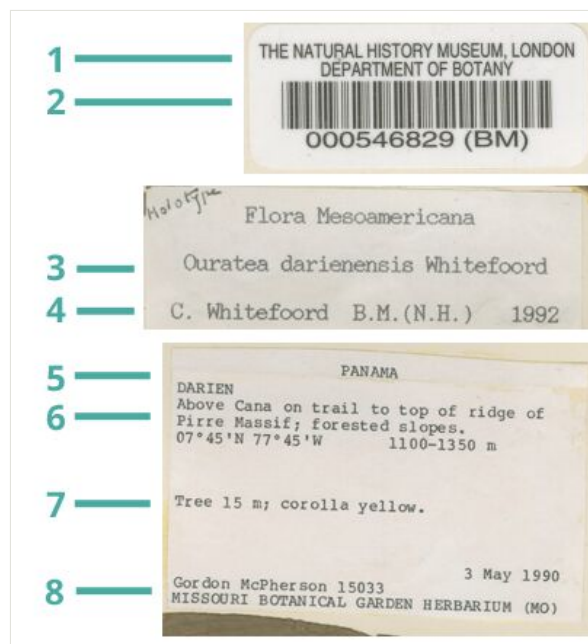 1
THE NATURAL HISTORY MUSEUM, LONDON
DEPARTMENT OF BOTANY
2
000546829 (BM)
Holotype
Flora Mesoamericana
3
Ouratea darienensis Whitefoord
4
C. Whitefoord B.M.(N.H.) 1992
5
PANAMA
DARIEN
6
Above Cana on trail to top of ridge of
Pirre Massif; forested slopes.
07°45'N 77°45'W 1100-1350 m
7
Tree 15 m; corolla yellow.
3 May 1990
8
Gordon McPherson 15033
MISSOURI BOTANICAL GARDEN HERBARIUM (MO)